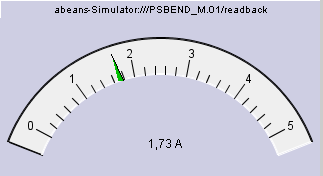 abeans-Simulator:///PSBEND_M.01/readback
0 1 2 3 4 5
1,73 A